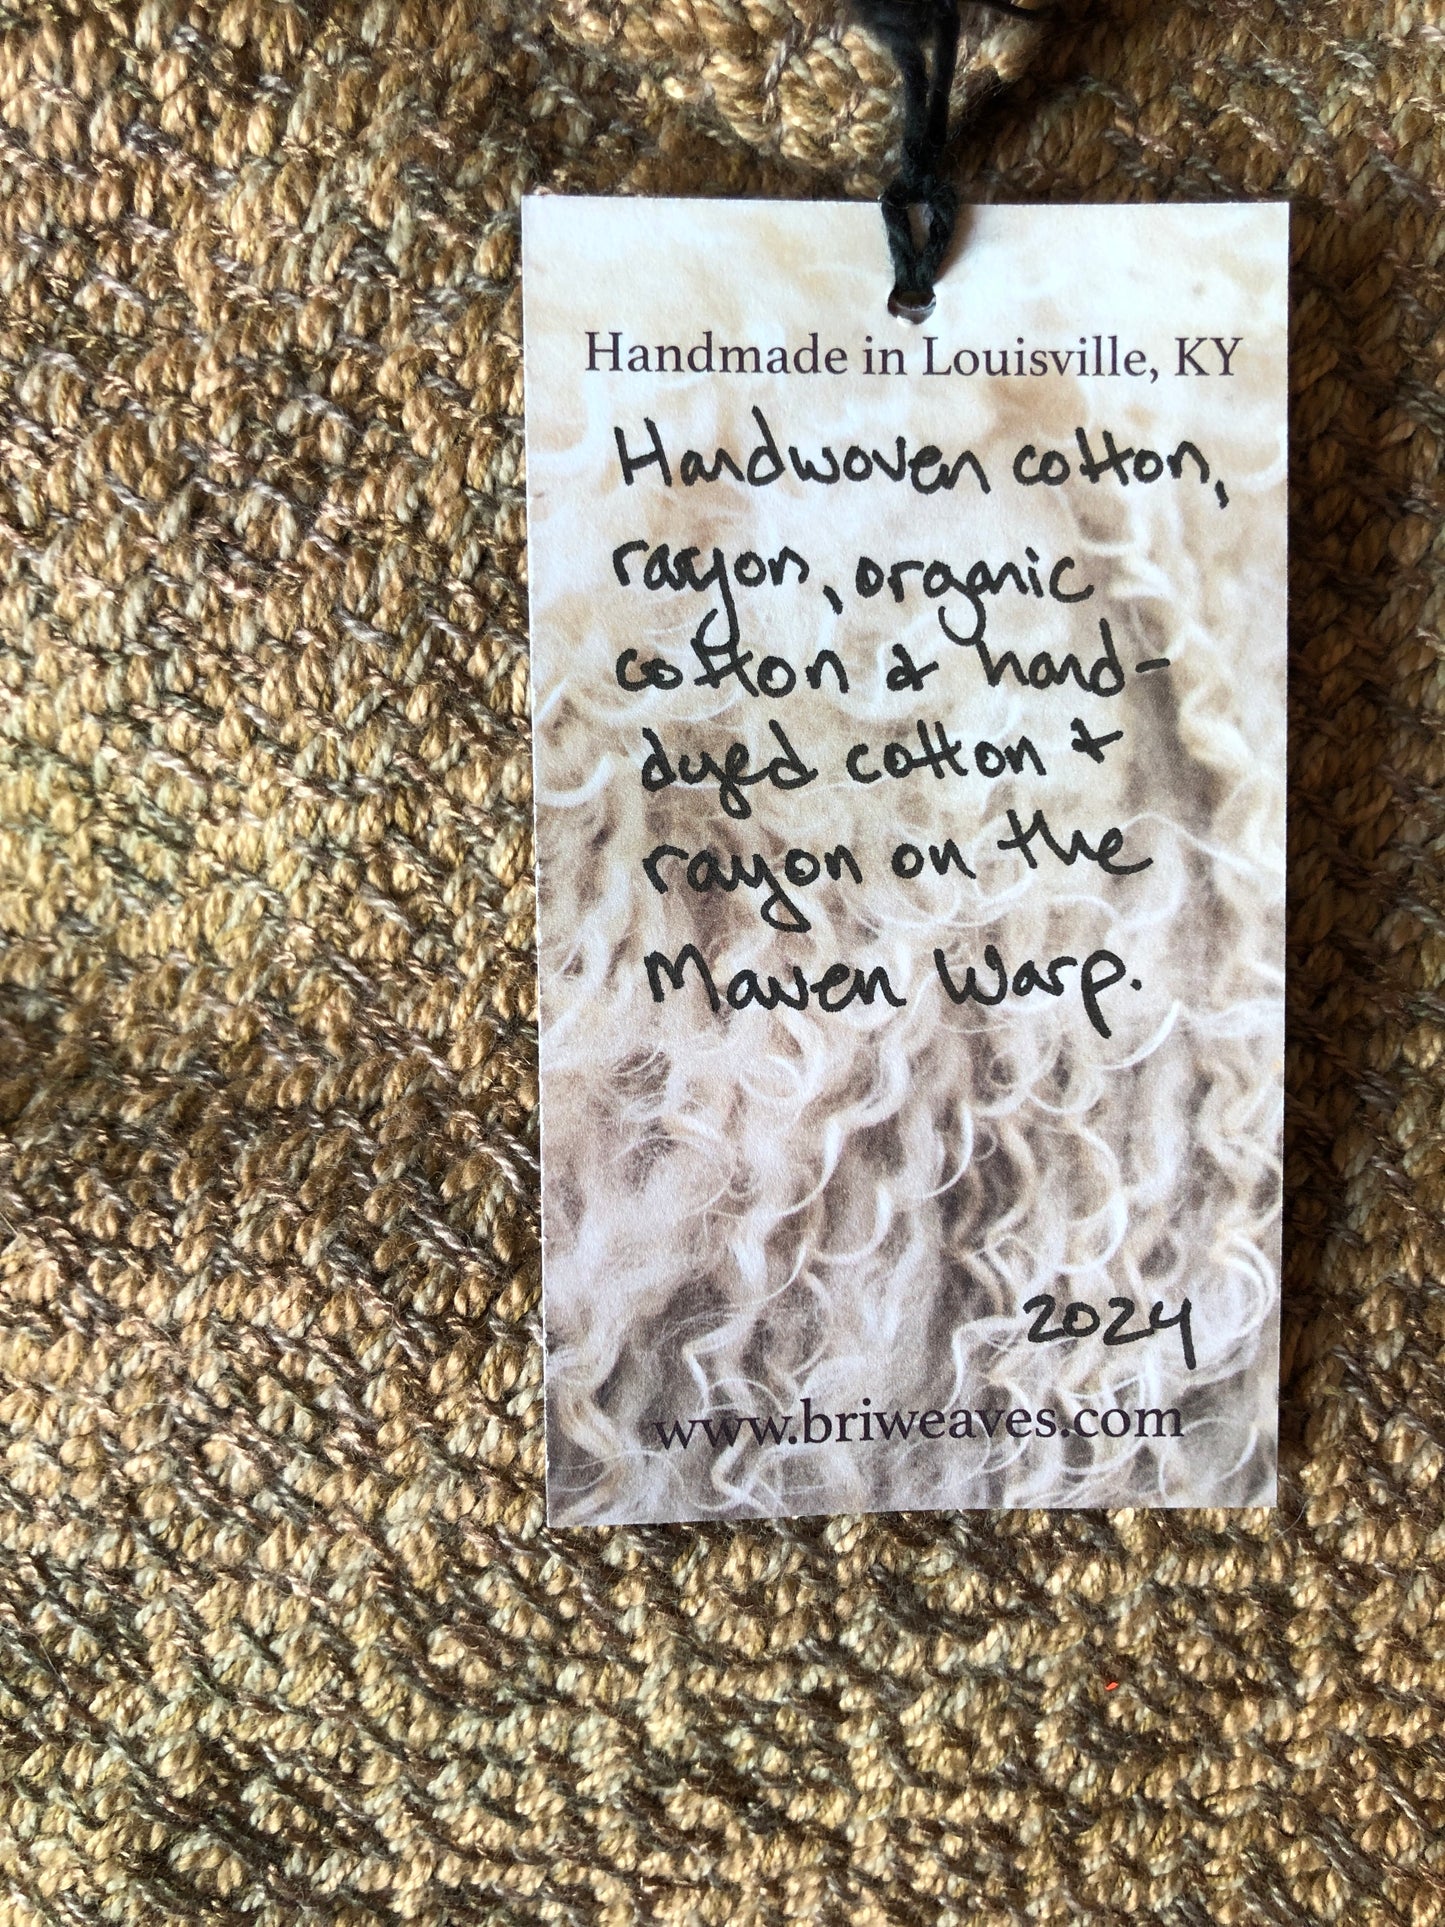 Handmade in Louisville, KY
Handwoven cotton,
rayon, organic
cotton & hand-
dyed cotton +
rayon on the
Maven Warp.
2024
www.briweaves.com